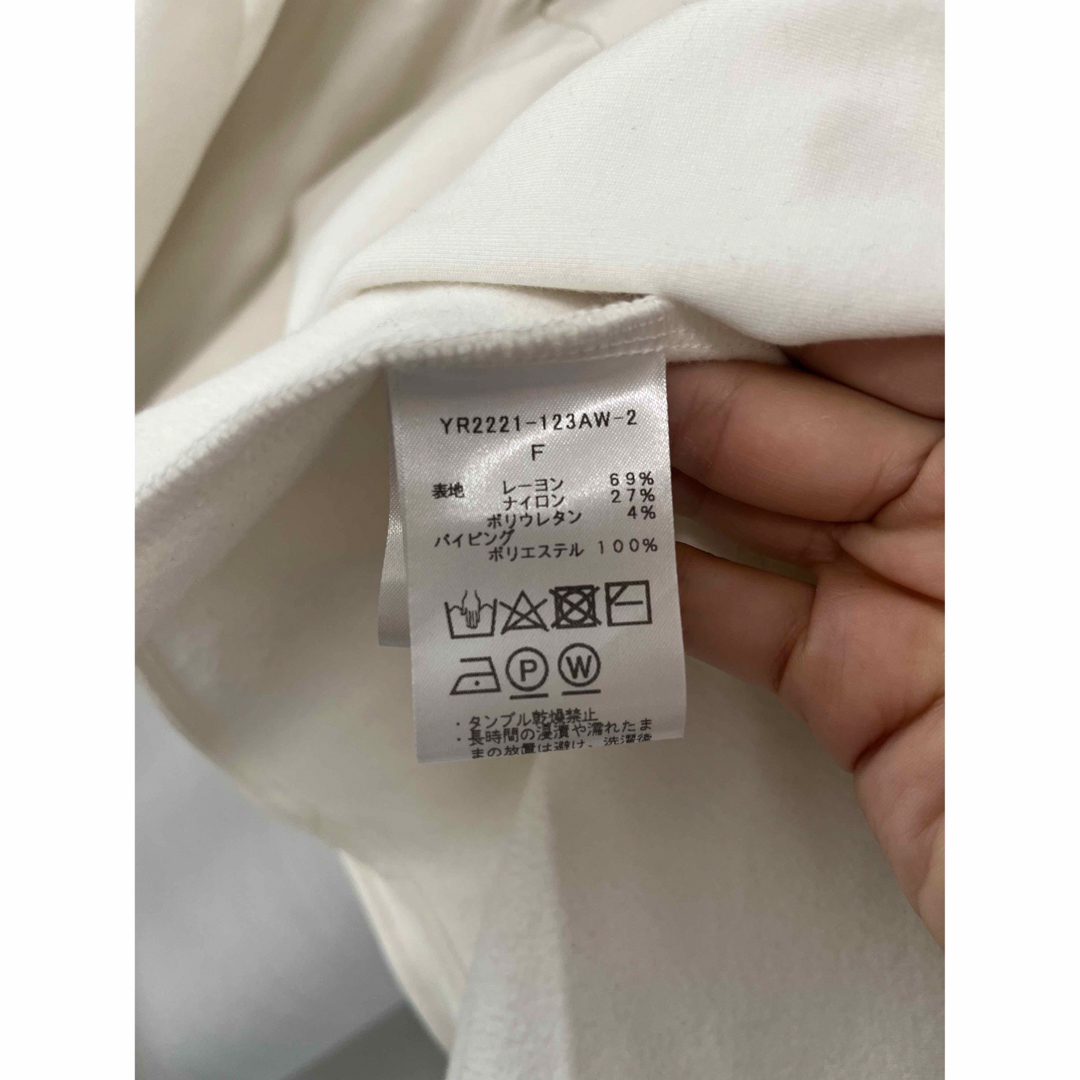 YR2221-123AW-2
F
表地 レーヨン 69%
ナイロン 27%
ポリウレタン 4%
パイピング
ポリエステル 100%
P W
・タンブル乾燥禁止
・長時間の浸漬や濡れたま
まの放置は避け、洗濯後